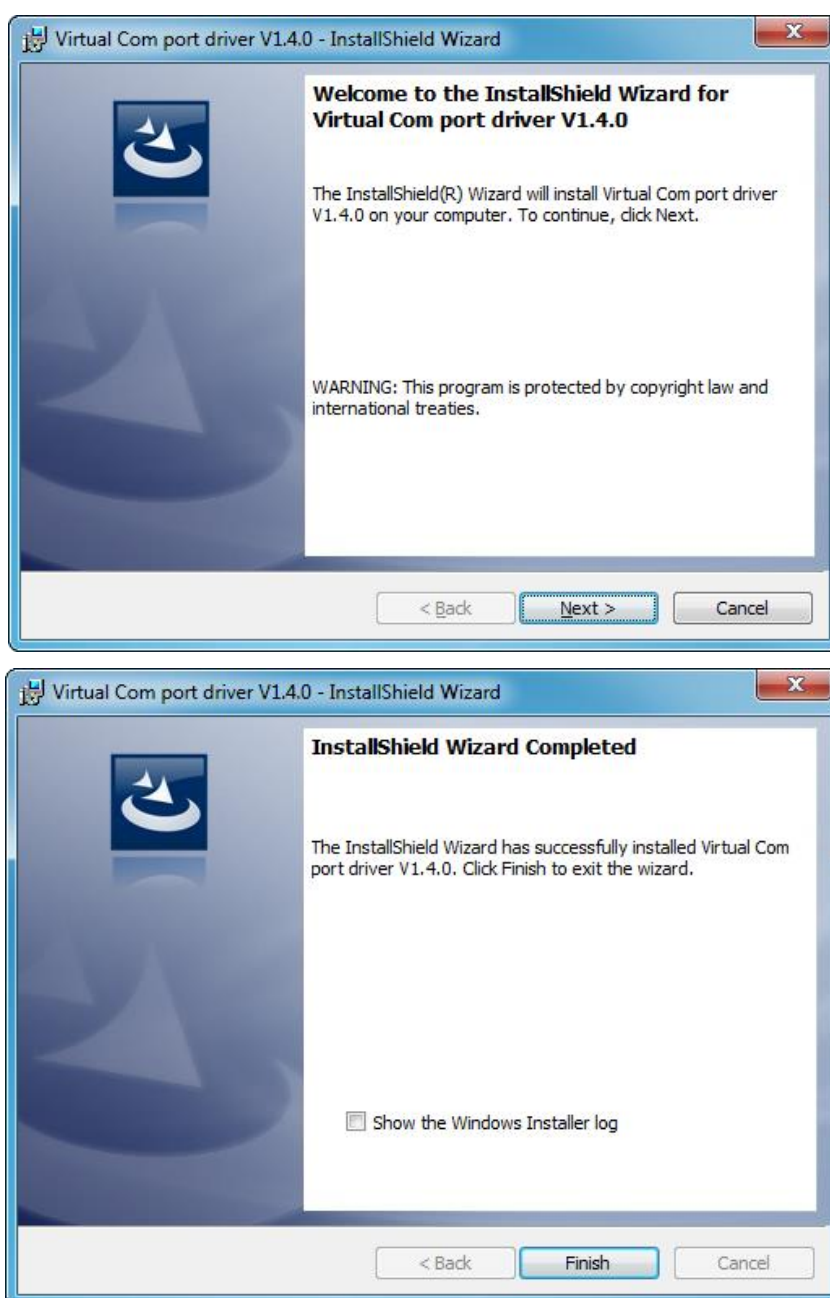 Virtual Com port driver V1.4.0 - InstallShield Wizard
Welcome to the InstallShield Wizard for
Virtual Com port driver V1.4.0
The InstallShield(R) Wizard will install Virtual Com port driver
V1.4.0 on your computer. To continue, click Next.
WARNING: This program is protected by copyright law and
international treaties.
< Back Next > Cancel
Virtual Com port driver V1.4.0 - InstallShield Wizard
InstallShield Wizard Completed
The InstallShield Wizard has successfully installed Virtual Com
port driver V1.4.0. Click Finish to exit the wizard.
Show the Windows Installer log
< Back Finish Cancel